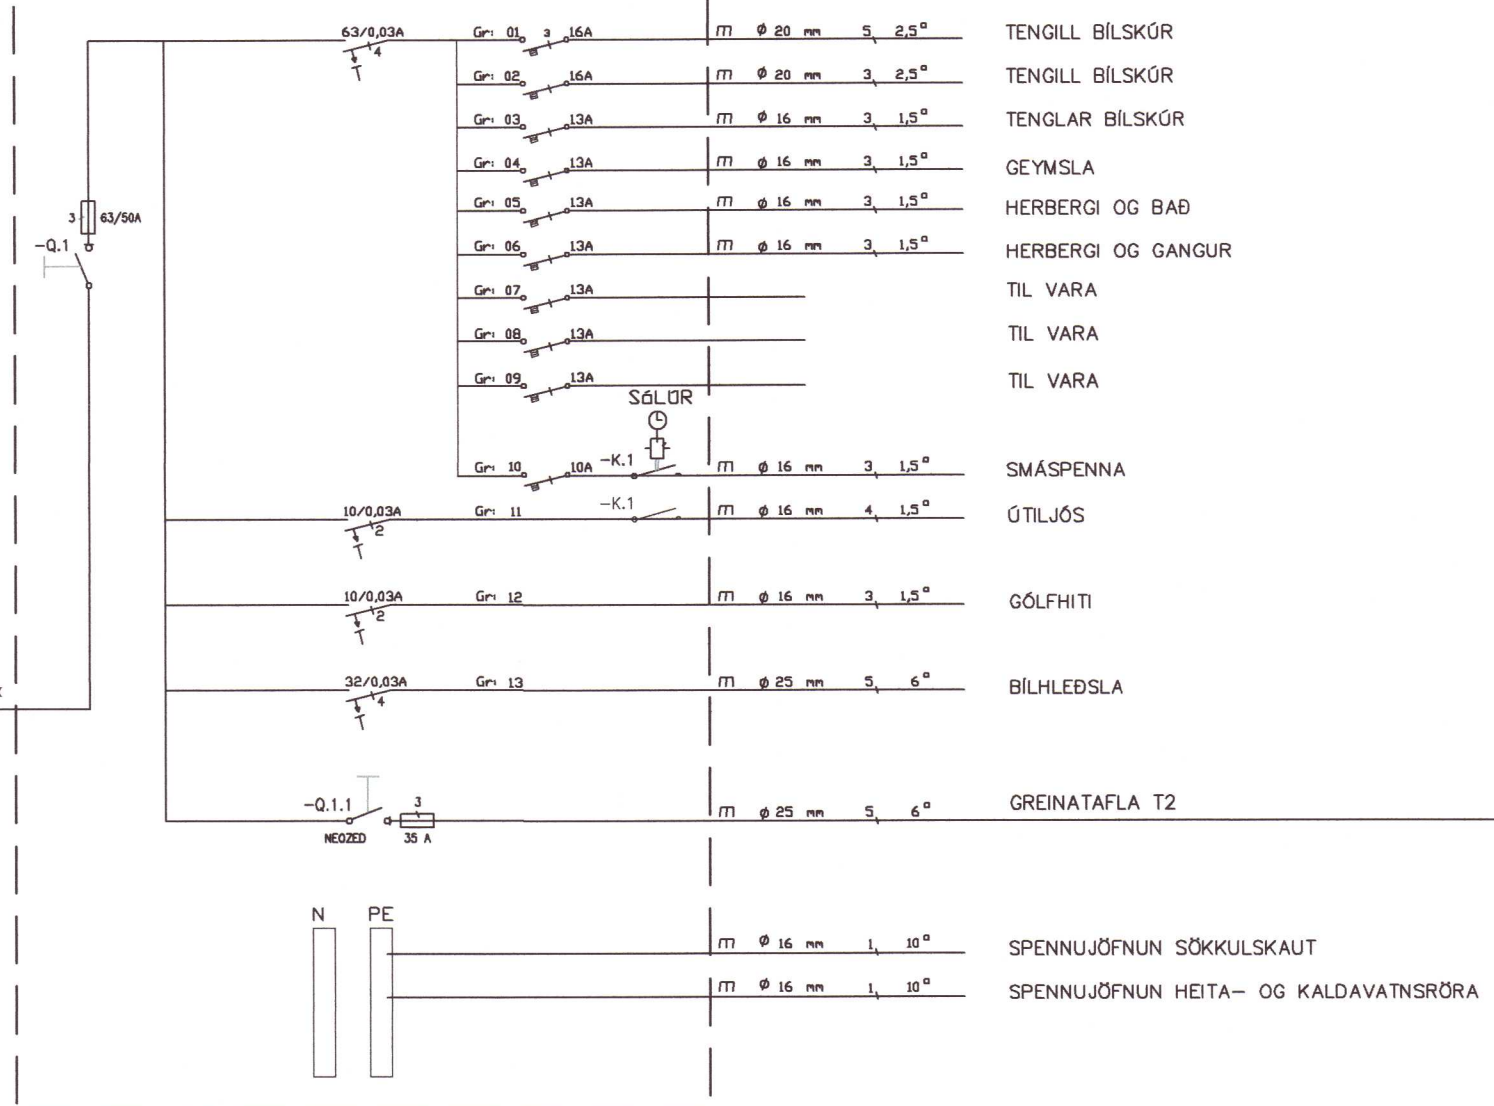 63/0,03A Gr: 01 3 16A m ø 20 mm 5 2,5▫ TENGILL BÍLSKÚR
4
Gr: 02 16A m ø 20 mm 3 2,5▫ TENGILL BÍLSKÚR
Gr: 03 13A m ø 16 mm 3 1,5▫ TENGLAR BÍLSKÚR
Gr: 04 13A m ø 16 mm 3 1,5▫ GEYMSLA
Gr: 05 13A m ø 16 mm 3 1,5▫ HERBERGI OG BAÐ
3 63/50A
-Q.1
Gr: 06 13A m ø 16 mm 3 1,5▫ HERBERGI OG GANGUR
Gr: 07 13A TIL VARA
Gr: 08 13A TIL VARA
Gr: 09 13A TIL VARA
SóLÚR
Gr: 10 10A -K.1 m ø 16 mm 3 1,5▫ SMÁSPENNA
10/0,03A Gr: 11 -K.1 m ø 16 mm 4 1,5▫ ÚTILJÓS
2
10/0,03A Gr: 12 m ø 16 mm 3 1,5▫ GÓLFHITI
2
32/0,03A Gr: 13 m ø 25 mm 5 6▫ BÍLHLEÐSLA
4
-Q.1.1 3 m ø 25 mm 5 6▫ GREINATAFLA T2
NEOZED 35 A
N PE
m ø 16 mm 1 10▫ SPENNUJÖFNUN SÖKKULSKAUT
m ø 16 mm 1 10▫ SPENNUJÖFNUN HEITA- OG KALDAVATNSRÖRA